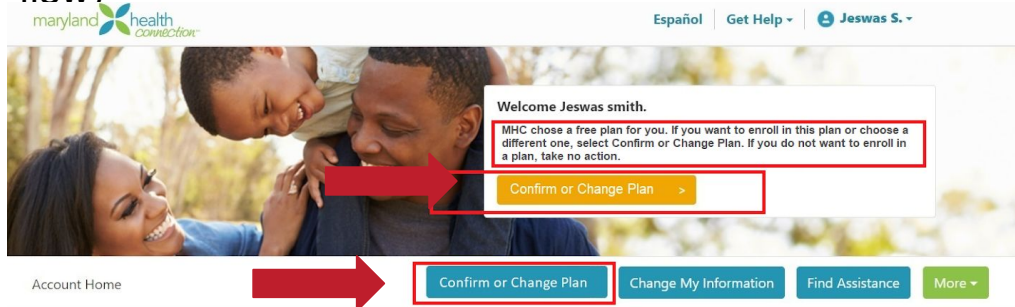 maryland health
connection
Español Get Help Jeswas S.
Welcome Jeswas smith.
MHC chose a free plan for you. If you want to enroll in this plan or choose a
different one, select Confirm or Change Plan. If you do not want to enroll in
a plan, take no action.
Confirm or Change Plan >
Account Home Confirm or Change Plan Change My Information Find Assistance More